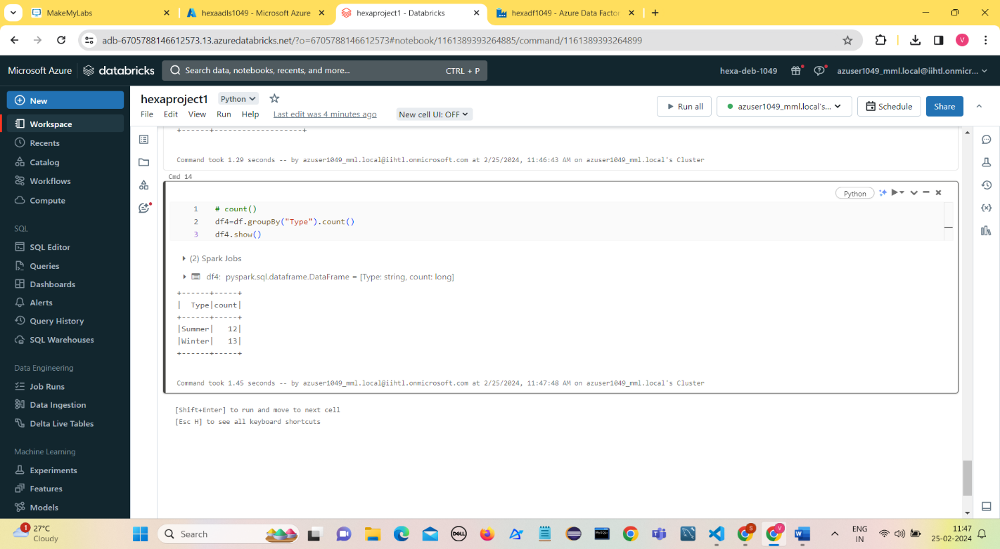 MakeMyLabs
hexaadls1049 - Microsoft Azure
hexaproject1 - Databricks
hexadf1049 - Azure Data Factor
adb-6705788146612573.13.azuredatabricks.net/?o=6705788146612573#notebook/1161389393264885/command/1161389393264899
V
Microsoft Azure
databricks
Search data, notebooks, recents, and more...
CTRL + P
hexa-deb-1049
azuser1049_mml.local@iihtl.onmicr...
New
Workspace
Recents
Catalog
Workflows
Compute
SQL
SQL Editor
Queries
Dashboards
Alerts
Query History
SQL Warehouses
Data Engineering
Job Runs
Data Ingestion
Delta Live Tables
Machine Learning
Experiments
Features
Models
hexaproject1
Python
File Edit View Run Help
Last edit was 4 minutes ago
New cell UI: OFF
Run all
azuser1049_mml.local's...
Schedule
Share
+------+-------------------+
Command took 1.29 seconds -- by azuser1049_mml.local@iihtl.onmicrosoft.com at 2/25/2024, 11:46:43 AM on azuser1049_mml.local's Cluster
Cmd 14
Python
1 # count()
2 df4=df.groupBy("Type").count()
3 df4.show()
(2) Spark Jobs
df4: pyspark.sql.dataframe.DataFrame = [Type: string, count: long]
+------+-----+
|  Type|count|
+------+-----+
|Summer|   12|
|Winter|   13|
+------+-----+
Command took 1.45 seconds -- by azuser1049_mml.local@iihtl.onmicrosoft.com at 2/25/2024, 11:47:48 AM on azuser1049_mml.local's Cluster
[Shift+Enter] to run and move to next cell
[Esc H] to see all keyboard shortcuts
1
27°C
Cloudy
Search
DELL
S
V
W
ENG
IN
11:47
25-02-2024